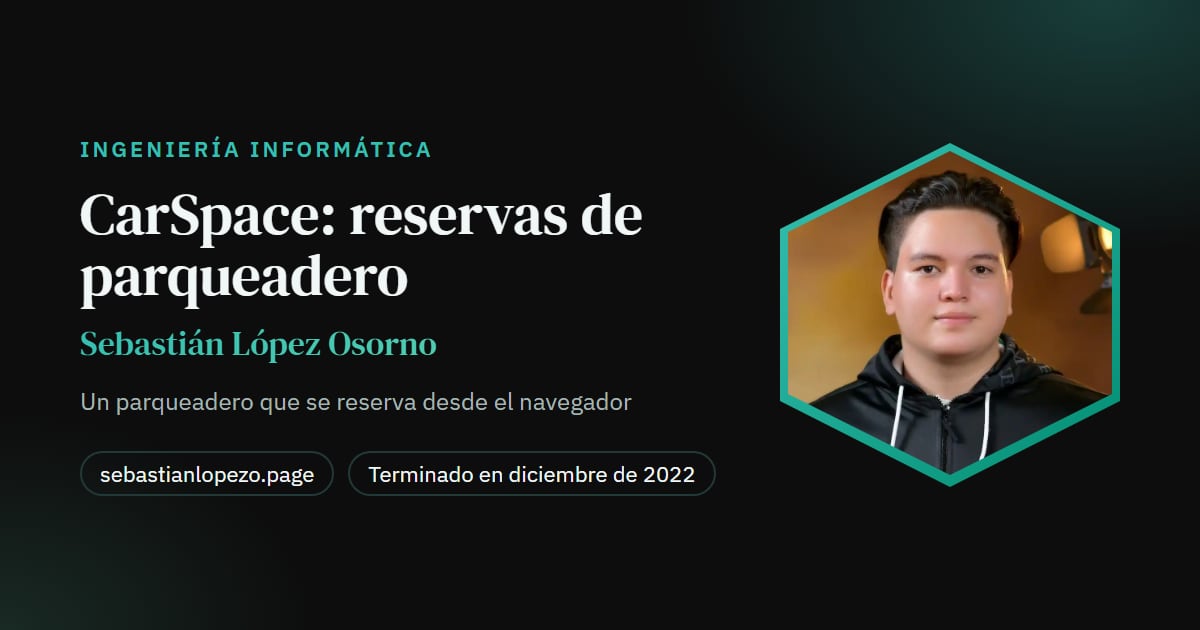 INGENIERÍA INFORMÁTICA
CarSpace: reservas de
parqueadero
Sebastián López Osorno
Un parqueadero que se reserva desde el navegador
sebastianlopezo.page
Terminado en diciembre de 2022